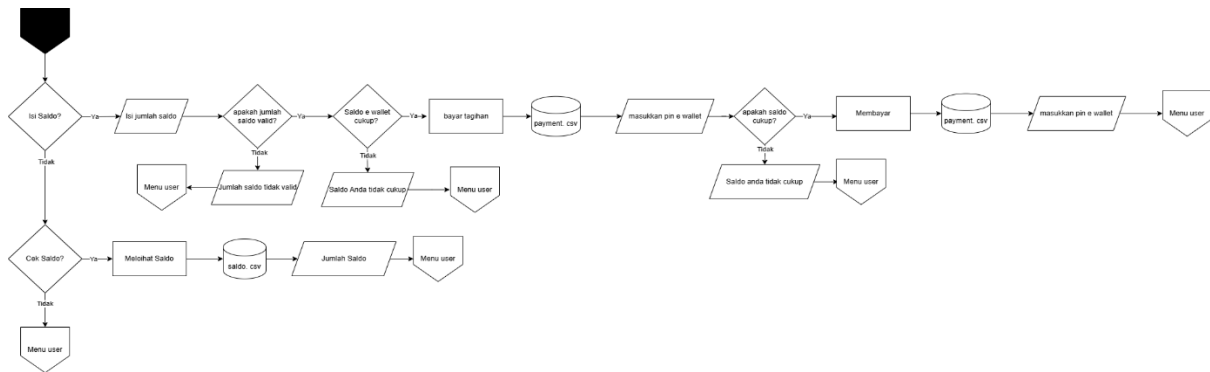 Isi Saldo?
Ya
Isi jumlah saldo
apakah jumlah
saldo valid?
Ya
Saldo e wallet
cukup?
Ya
bayar tagihan
payment. csv
masukkan pin e wallet
apakah saldo
cukup?
Ya
Membayar
payment. csv
masukkan pin e wallet
Menu user
Tidak
Tidak
Tidak
Tidak
Menu user
Jumlah saldo tidak valid
Saldo Anda tidak cukup
Menu user
Saldo anda tidak cukup
Menu user
Cek Saldo?
Ya
Meloihat Saldo
saldo. csv
Jumlah Saldo
Menu user
Tidak
Menu user